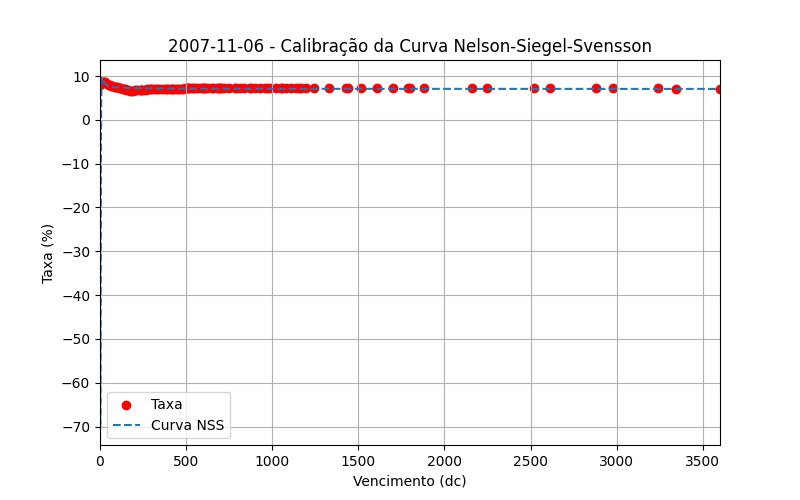 2007-11-06 - Calibração da Curva Nelson-Siegel-Svensson
10
0
−10
−20
−30
−40
−50
−60
−70
Taxa (%)
Taxa
Curva NSS
0 500 1000 1500 2000 2500 3000 3500
Vencimento (dc)